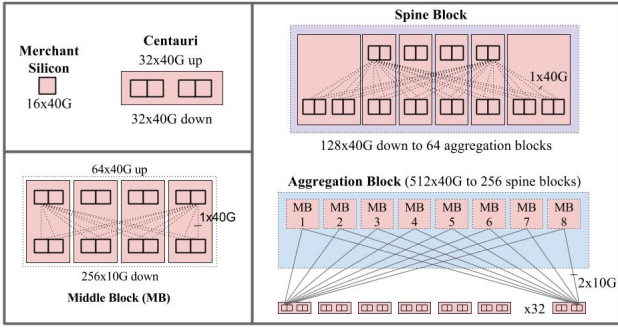 Merchant
Silicon
16x40G
Centauri
32x40G up
32x40G down
64x40G up
1x40G
256x10G down
Middle Block (MB)
Spine Block
1x40G
128x40G down to 64 aggregation blocks
Aggregation Block (512x40G to 256 spine blocks)
MB MB MB MB MB MB MB MB
1 2 3 4 5 6 7 8
2x10G
x32